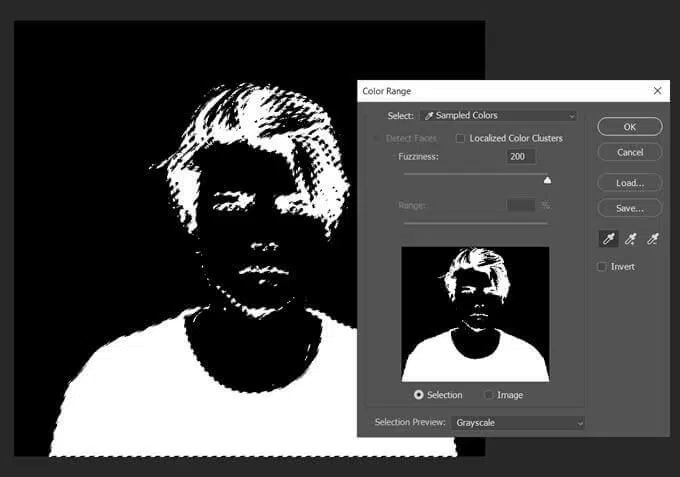 Color Range
Select: Sampled Colors
OK
Detect Faces Localized Color Clusters
Fuzziness: 200
Cancel
Load...
Range: %
Save...
Invert
Selection Image
Selection Preview: Grayscale